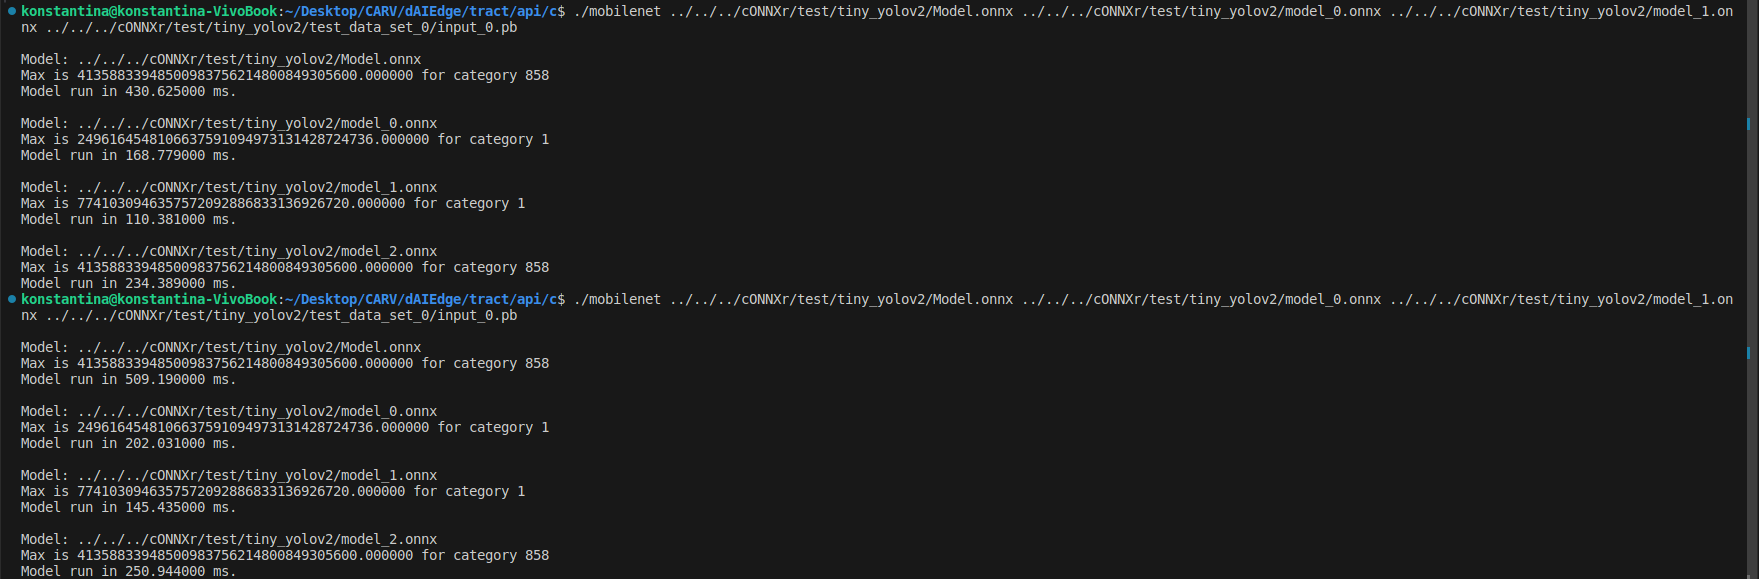 konstantina@konstantina-VivoBook:~/Desktop/CARV/dAIEdge/tract/api/c$ ./mobilenet ../../../cONNXr/test/tiny_yolov2/Model.onnx ../../../cONNXr/test/tiny_yolov2/model_0.onnx ../../../cONNXr/test/tiny_yolov2/model_1.on
nx ../../../cONNXr/test/tiny_yolov2/test_data_set_0/input_0.pb
Model: ../../../cONNXr/test/tiny_yolov2/Model.onnx
Max is 41358833948500983756214800849305600.000000 for category 858
Model run in 430.625000 ms.
Model: ../../../cONNXr/test/tiny_yolov2/model_0.onnx
Max is 24961645481066375910949731314287247​36.000000 for category 1
Model run in 168.779000 ms.
Model: ../../../cONNXr/test/tiny_yolov2/model_1.onnx
Max is 77410309463575720928868331369267​20.000000 for category 1
Model run in 110.381000 ms.
Model: ../../../cONNXr/test/tiny_yolov2/model_2.onnx
Max is 41358833948500983756214800849305600.000000 for category 858
Model run in 234.389000 ms.
konstantina@konstantina-VivoBook:~/Desktop/CARV/dAIEdge/tract/api/c$ ./mobilenet ../../../cONNXr/test/tiny_yolov2/Model.onnx ../../../cONNXr/test/tiny_yolov2/model_0.onnx ../../../cONNXr/test/tiny_yolov2/model_1.on
nx ../../../cONNXr/test/tiny_yolov2/test_data_set_0/input_0.pb
Model: ../../../cONNXr/test/tiny_yolov2/Model.onnx
Max is 41358833948500983756214800849305600.000000 for category 858
Model run in 509.190000 ms.
Model: ../../../cONNXr/test/tiny_yolov2/model_0.onnx
Max is 2496164548106637591094973131428724736.000000 for category 1
Model run in 202.031000 ms.
Model: ../../../cONNXr/test/tiny_yolov2/model_1.onnx
Max is 7741030946357572092886833136926720.000000 for category 1
Model run in 145.435000 ms.
Model: ../../../cONNXr/test/tiny_yolov2/model_2.onnx
Max is 41358833948500983756214800849305600.000000 for category 858
Model run in 250.944000 ms.